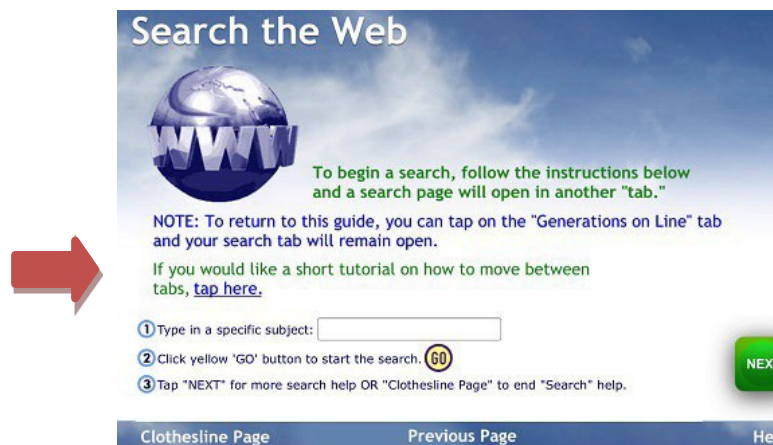 Search the Web
WWW
To begin a search, follow the instructions below
and a search page will open in another "tab."
NOTE: To return to this guide, you can tap on the "Generations on Line" tab
and your search tab will remain open.
If you would like a short tutorial on how to move between
tabs, tap here.
1 Type in a specific subject:
2 Click yellow 'GO' button to start the search. GO
3 Tap "NEXT" for more search help OR "Clothesline Page" to end "Search" help.
NEX
Clothesline Page Previous Page He